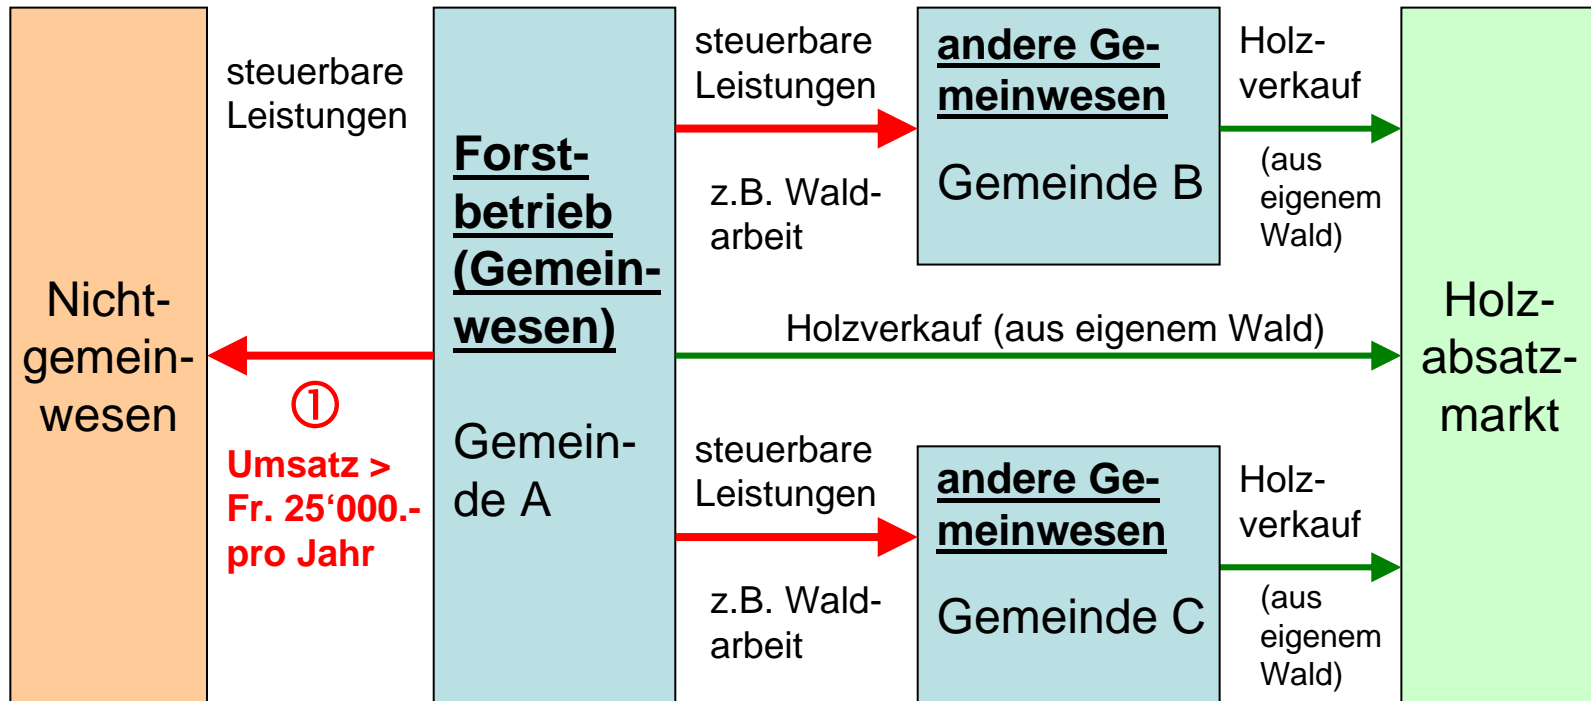 Nicht-
gemein-
wesen
steuerbare
Leistungen
①
Umsatz >
Fr. 25‘000.-
pro Jahr
Forst-
betrieb
(Gemein-
wesen)
Gemein-
de A
steuerbare
Leistungen
z.B. Wald-
arbeit
andere Ge-
meinwesen
Gemeinde B
Holz-
verkauf
(aus
eigenem
Wald)
Holzverkauf (aus eigenem Wald)
steuerbare
Leistungen
z.B. Wald-
arbeit
andere Ge-
meinwesen
Gemeinde C
Holz-
verkauf
(aus
eigenem
Wald)
Holz-
absatz-
markt